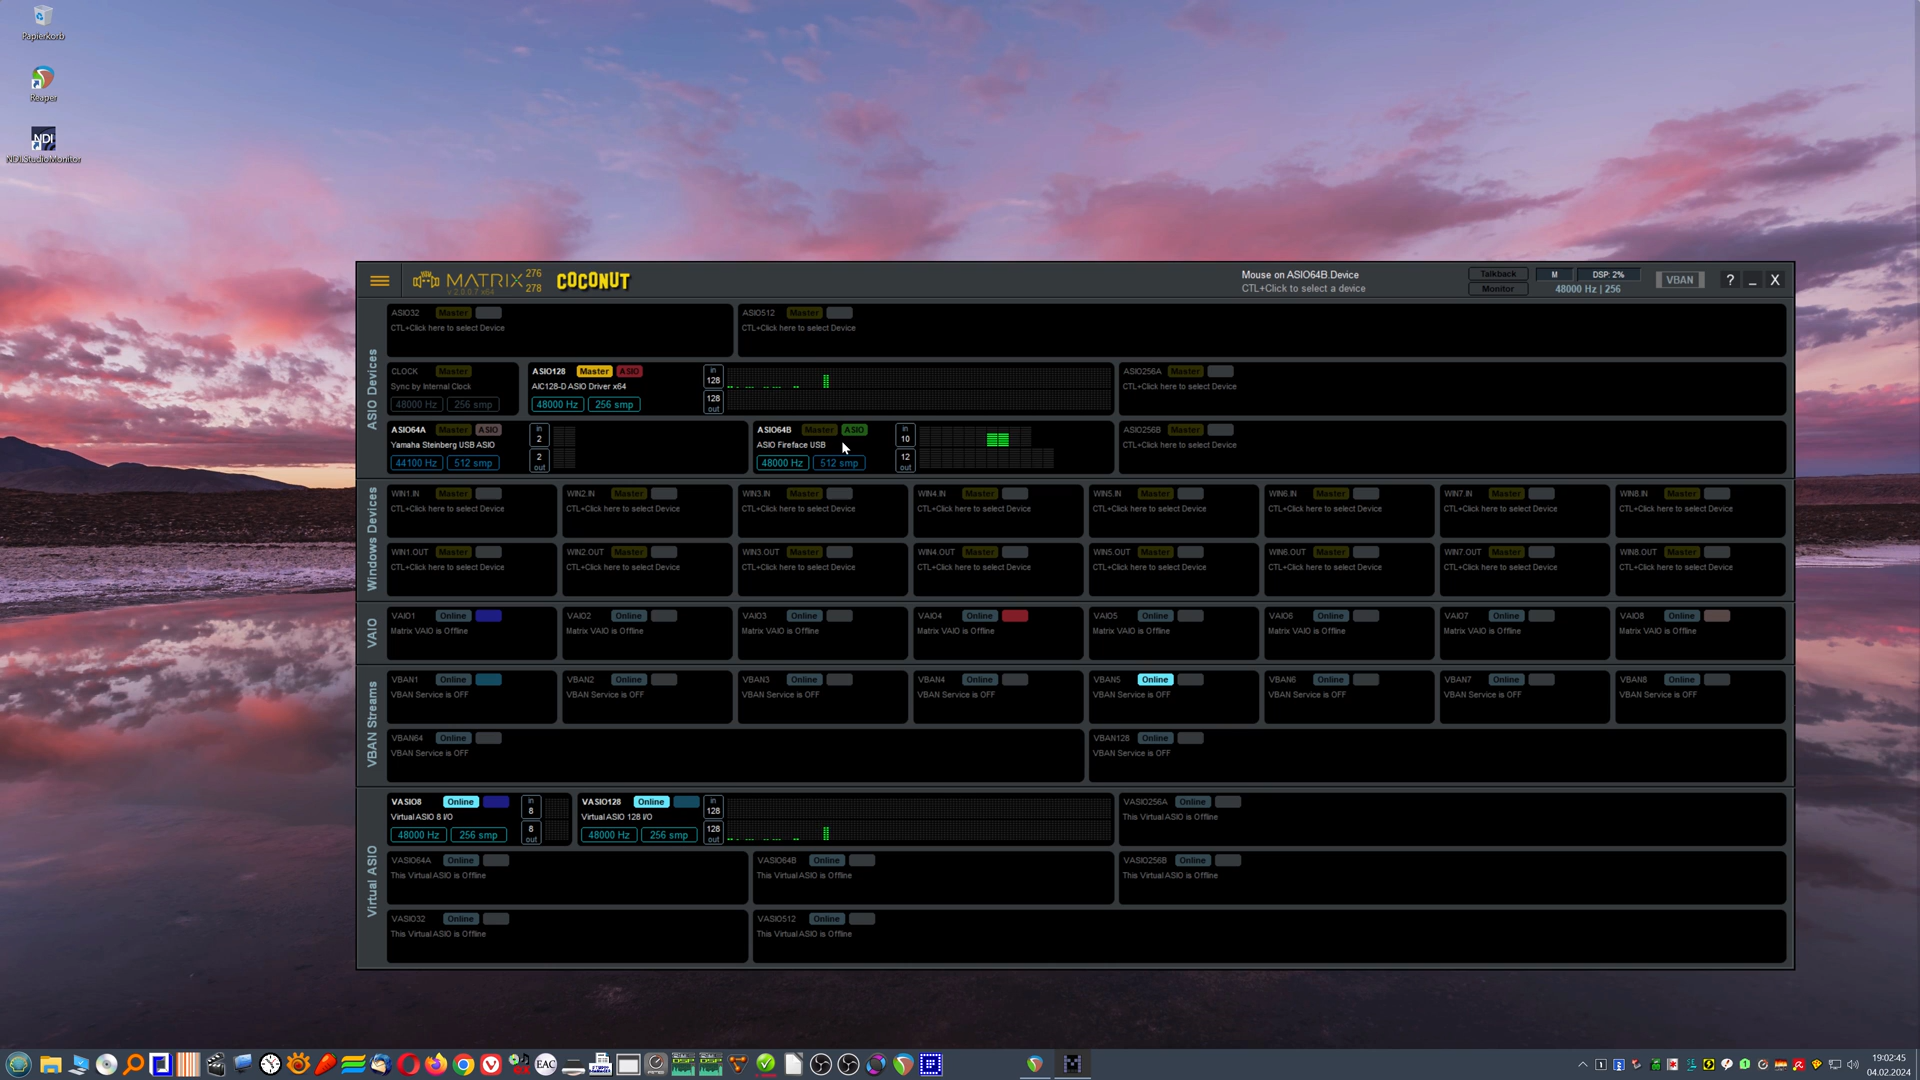 Papierkorb
Reaper
NDI
NDI.StudioMonitor
MATRIX 276 278
v 2.0.8.7 x64
COCONUT
Mouse on ASIO64B.Device
CTL+Click to select a device
Talkback
Monitor
M
DSP: 2%
48000 Hz | 256
VBAN
? _ X
ASIO Devices
ASIO32 Master
CTL+Click here to select Device
ASIO512 Master
CTL+Click here to select Device
CLOCK Master
Sync by Internal Clock
48000 Hz 256 smp
ASIO128 Master ASIO
AIC128-D ASIO Driver x64
48000 Hz 256 smp
in 128
128 out
ASIO256A Master
CTL+Click here to select Device
ASIO64A Master ASIO
Yamaha Steinberg USB ASIO
44100 Hz 512 smp
in 2
2 out
ASIO64B Master ASIO
ASIO Fireface USB
48000 Hz 512 smp
in 10
12 out
ASIO256B Master
CTL+Click here to select Device
Windows Devices
WIN1.IN Master
CTL+Click here to select Device
WIN2.IN Master
CTL+Click here to select Device
WIN3.IN Master
CTL+Click here to select Device
WIN4.IN Master
CTL+Click here to select Device
WIN5.IN Master
CTL+Click here to select Device
WIN6.IN Master
CTL+Click here to select Device
WIN7.IN Master
CTL+Click here to select Device
WIN8.IN Master
CTL+Click here to select Device
WIN1.OUT Master
CTL+Click here to select Device
WIN2.OUT Master
CTL+Click here to select Device
WIN3.OUT Master
CTL+Click here to select Device
WIN4.OUT Master
CTL+Click here to select Device
WIN5.OUT Master
CTL+Click here to select Device
WIN6.OUT Master
CTL+Click here to select Device
WIN7.OUT Master
CTL+Click here to select Device
WIN8.OUT Master
CTL+Click here to select Device
VAIO
VAIO1 Online
Matrix VAIO is Offline
VAIO2 Online
Matrix VAIO is Offline
VAIO3 Online
Matrix VAIO is Offline
VAIO4 Online
Matrix VAIO is Offline
VAIO5 Online
Matrix VAIO is Offline
VAIO6 Online
Matrix VAIO is Offline
VAIO7 Online
Matrix VAIO is Offline
VAIO8 Online
Matrix VAIO is Offline
VBAN Streams
VBAN1 Online
VBAN Service is OFF
VBAN2 Online
VBAN Service is OFF
VBAN3 Online
VBAN Service is OFF
VBAN4 Online
VBAN Service is OFF
VBAN5 Online
VBAN Service is OFF
VBAN6 Online
VBAN Service is OFF
VBAN7 Online
VBAN Service is OFF
VBAN8 Online
VBAN Service is OFF
VBAN64 Online
VBAN Service is OFF
VBAN128 Online
VBAN Service is OFF
Virtual ASIO
VASIO8 Online
Virtual ASIO 8 I/O
48000 Hz 256 smp
in 8
8 out
VASIO128 Online
Virtual ASIO 128 I/O
48000 Hz 256 smp
in 128
128 out
VASIO256A Online
This Virtual ASIO is Offline
VASIO64A Online
This Virtual ASIO is Offline
VASIO64B Online
This Virtual ASIO is Offline
VASIO256B Online
This Virtual ASIO is Offline
VASIO32 Online
This Virtual ASIO is Offline
VASIO512 Online
This Virtual ASIO is Offline
EAC
DSP
DSP
19:02:45
04.02.2024